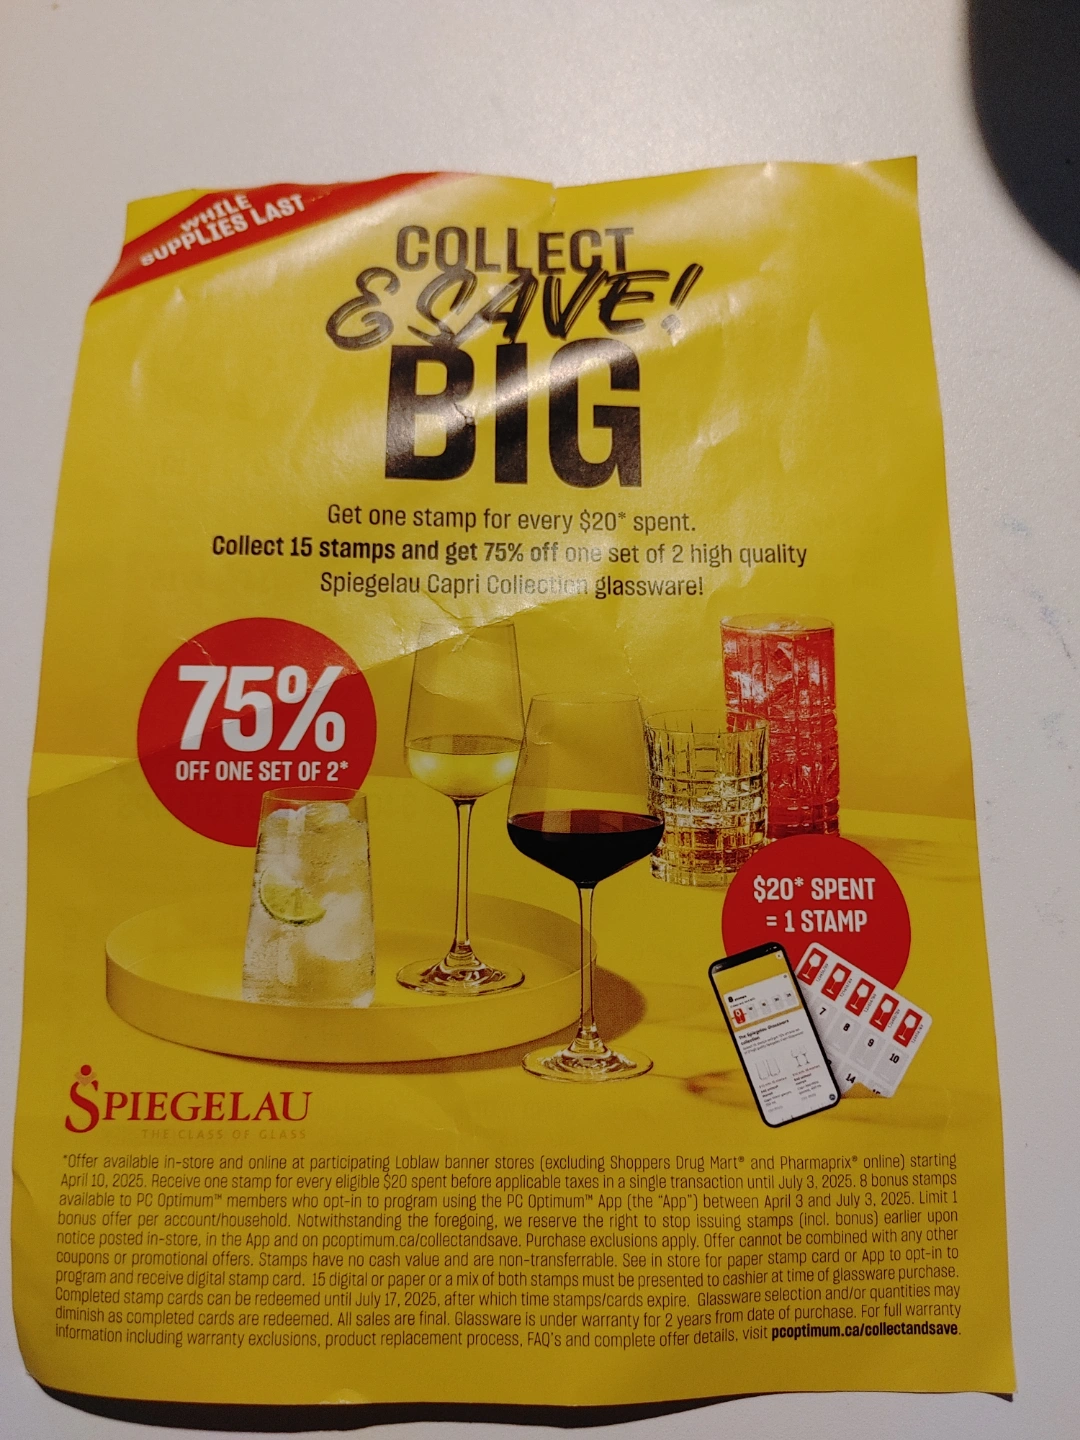 WHILE
SUPPLIES LAST
COLLECT
& SAVE!
BIG
Get one stamp for every $20* spent.
Collect 15 stamps and get 75% off one set of 2 high quality
Spiegelau Capri Collection glassware!
75%
OFF ONE SET OF 2*
$20* SPENT
= 1 STAMP
7
8
9
10
14
SPIEGELAU
THE CLASS OF GLASS
*Offer available in-store and online at participating Loblaw banner stores (excluding Shoppers Drug Mart® and Pharmaprix® online) starting
April 10, 2025. Receive one stamp for every eligible $20 spent before applicable taxes in a single transaction until July 3, 2025. 8 bonus stamps
available to PC Optimum™ members who opt-in to program using the PC Optimum™ App (the “App”) between April 3 and July 3, 2025. Limit 1
bonus offer per account/household. Notwithstanding the foregoing, we reserve the right to stop issuing stamps (incl. bonus) earlier upon
notice posted in-store, in the App and on pcoptimum.ca/collectandsave. Purchase exclusions apply. Offer cannot be combined with any other
coupons or promotional offers. Stamps have no cash value and are non-transferrable. See in store for paper stamp card or App to opt-in to
program and receive digital stamp card. 15 digital or paper or a mix of both stamps must be presented to cashier at time of glassware purchase.
Completed stamp cards can be redeemed until July 17, 2025, after which time stamps/cards expire. Glassware selection and/or quantities may
diminish as completed cards are redeemed. All sales are final. Glassware is under warranty for 2 years from date of purchase. For full warranty
information including warranty exclusions, product replacement process, FAQ's and complete offer details, visit pcoptimum.ca/collectandsave.